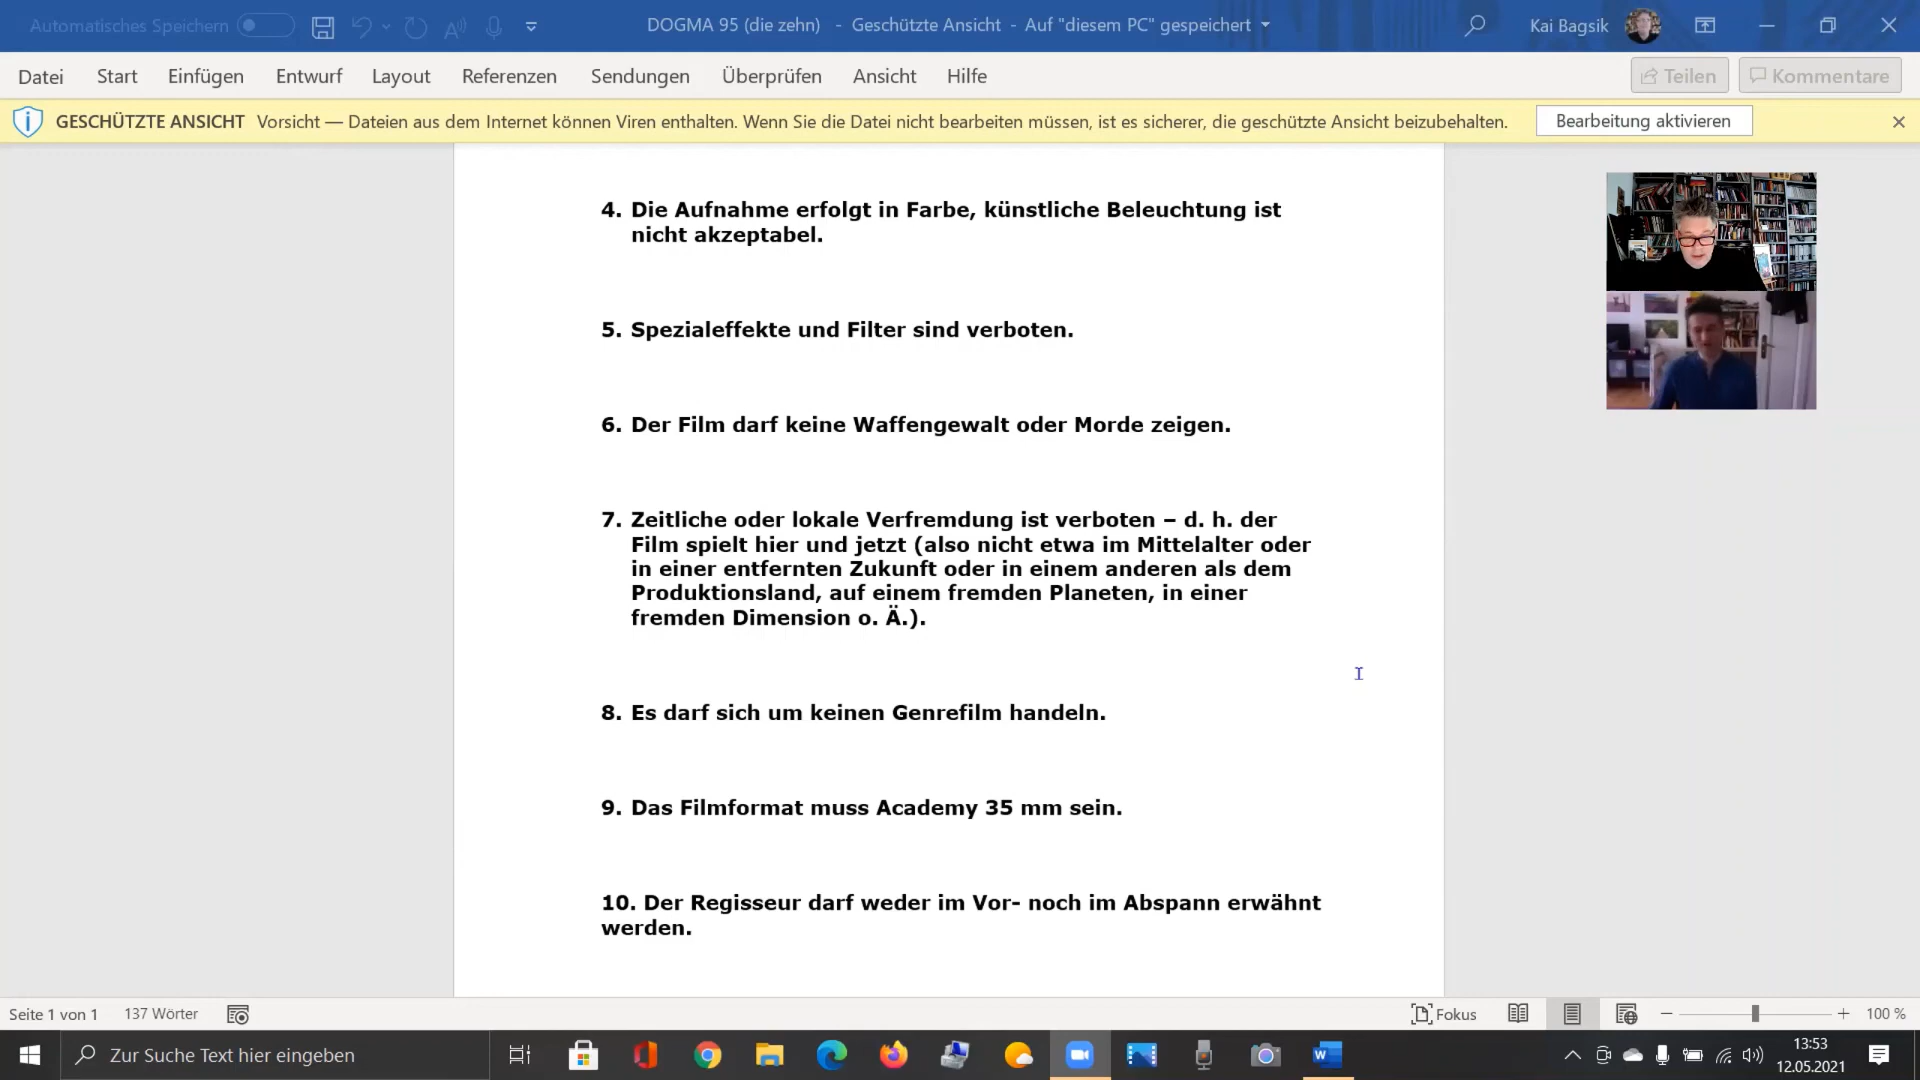 Automatisches Speichern
DOGMA 95 (die zehn) - Geschützte Ansicht - Auf "diesem PC" gespeichert
Kai Bagsik
Datei Start Einfügen Entwurf Layout Referenzen Sendungen Überprüfen Ansicht Hilfe Teilen Kommentare
GESCHÜTZTE ANSICHT Vorsicht — Dateien aus dem Internet können Viren enthalten. Wenn Sie die Datei nicht bearbeiten müssen, ist es sicherer, die geschützte Ansicht beizubehalten. Bearbeitung aktivieren
4. Die Aufnahme erfolgt in Farbe, künstliche Beleuchtung ist
nicht akzeptabel.
5. Spezialeffekte und Filter sind verboten.
6. Der Film darf keine Waffengewalt oder Morde zeigen.
7. Zeitliche oder lokale Verfremdung ist verboten – d. h. der
Film spielt hier und jetzt (also nicht etwa im Mittelalter oder
in einer entfernten Zukunft oder in einem anderen als dem
Produktionsland, auf einem fremden Planeten, in einer
fremden Dimension o. Ä.).
8. Es darf sich um keinen Genrefilm handeln.
9. Das Filmformat muss Academy 35 mm sein.
10. Der Regisseur darf weder im Vor- noch im Abspann erwähnt
werden.
Seite 1 von 1 137 Wörter Fokus 100 %
Zur Suche Text hier eingeben
13:53
12.05.2021